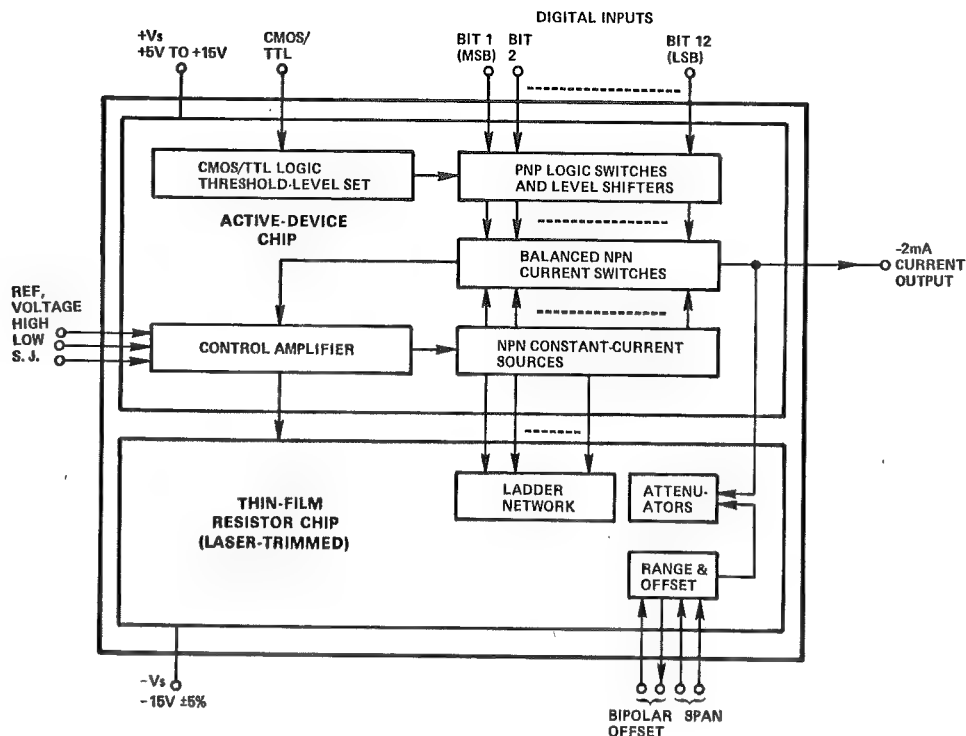 DIGITAL INPUTS
+Vs
+5V TO +15V
CMOS/
TTL
BIT 1
(MSB)
BIT
2
BIT 12
(LSB)
CMOS/TTL LOGIC
THRESHOLD-LEVEL SET
PNP LOGIC SWITCHES
AND LEVEL SHIFTERS
ACTIVE-DEVICE
CHIP
BALANCED NPN
CURRENT SWITCHES
-2mA
CURRENT
OUTPUT
REF,
VOLTAGE
HIGH
LOW
S. J.
CONTROL AMPLIFIER
NPN CONSTANT-CURRENT
SOURCES
THIN-FILM
RESISTOR CHIP
(LASER-TRIMMED)
LADDER
NETWORK
ATTENU-
ATORS
RANGE &
OFFSET
-Vs
-15V ±5%
BIPOLAR
OFFSET
SPAN